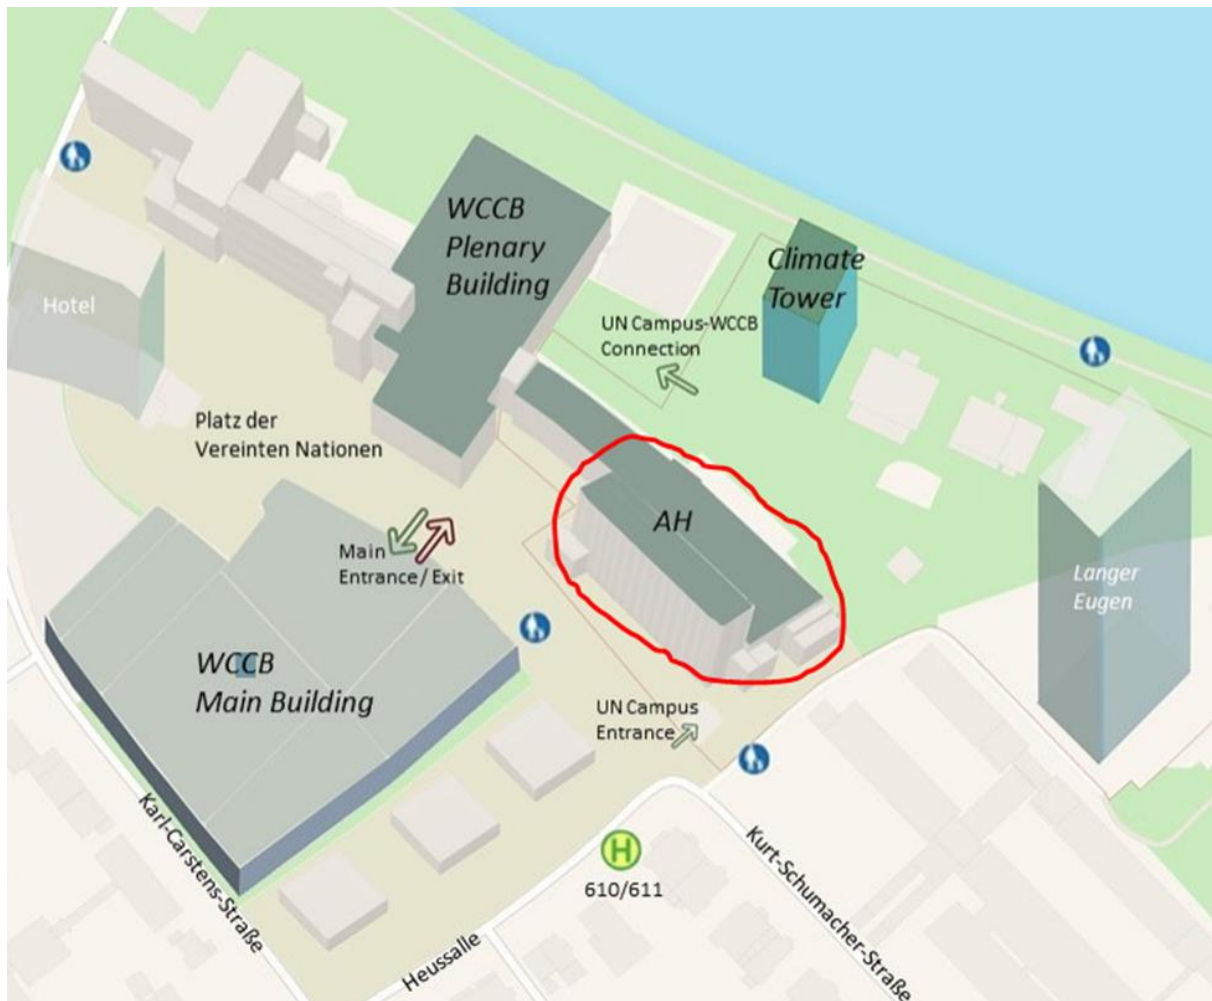 WCCB
Plenary
Building
Climate
Tower
Hotel
UN Campus-WCCB
Connection
Platz der
Vereinten Nationen
AH
Main
Entrance / Exit
Langer
Eugen
WCCB
Main Building
UN Campus
Entrance
Karl-Carstens-Straße
H
610/611
Kurt-Schumacher-Straße
Heussalle